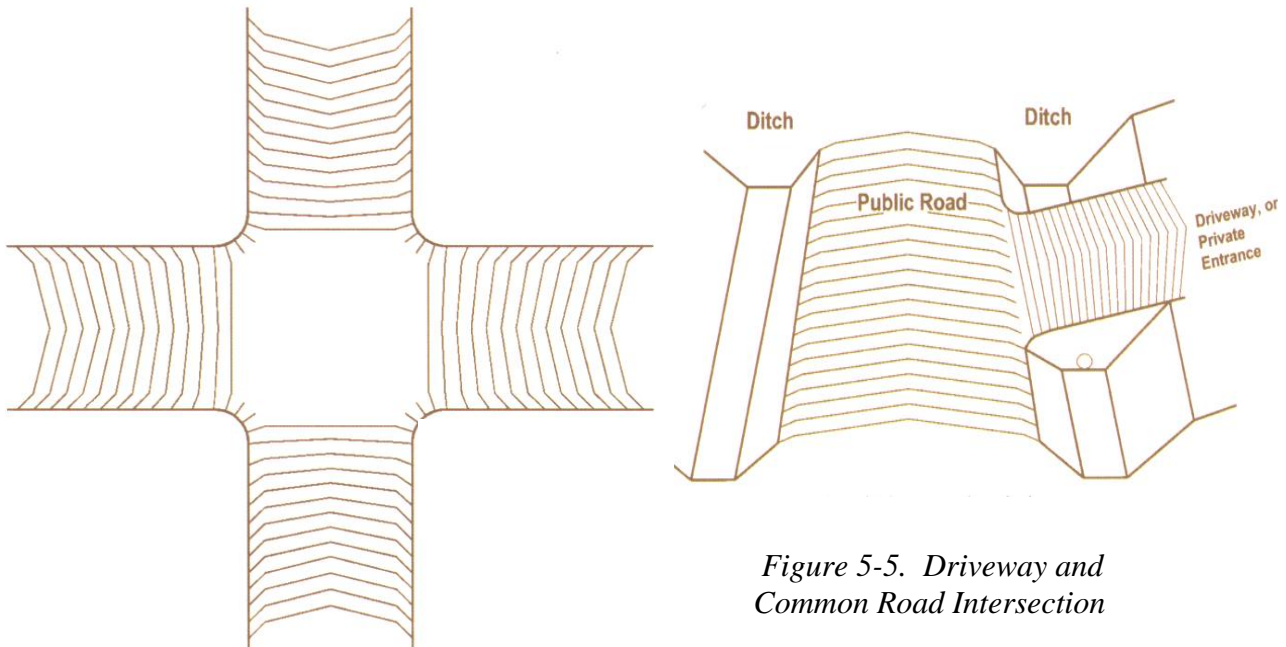 Ditch
Ditch
Public Road
Driveway, or
Private
Entrance
Figure 5-5.  Driveway and
Common Road Intersection